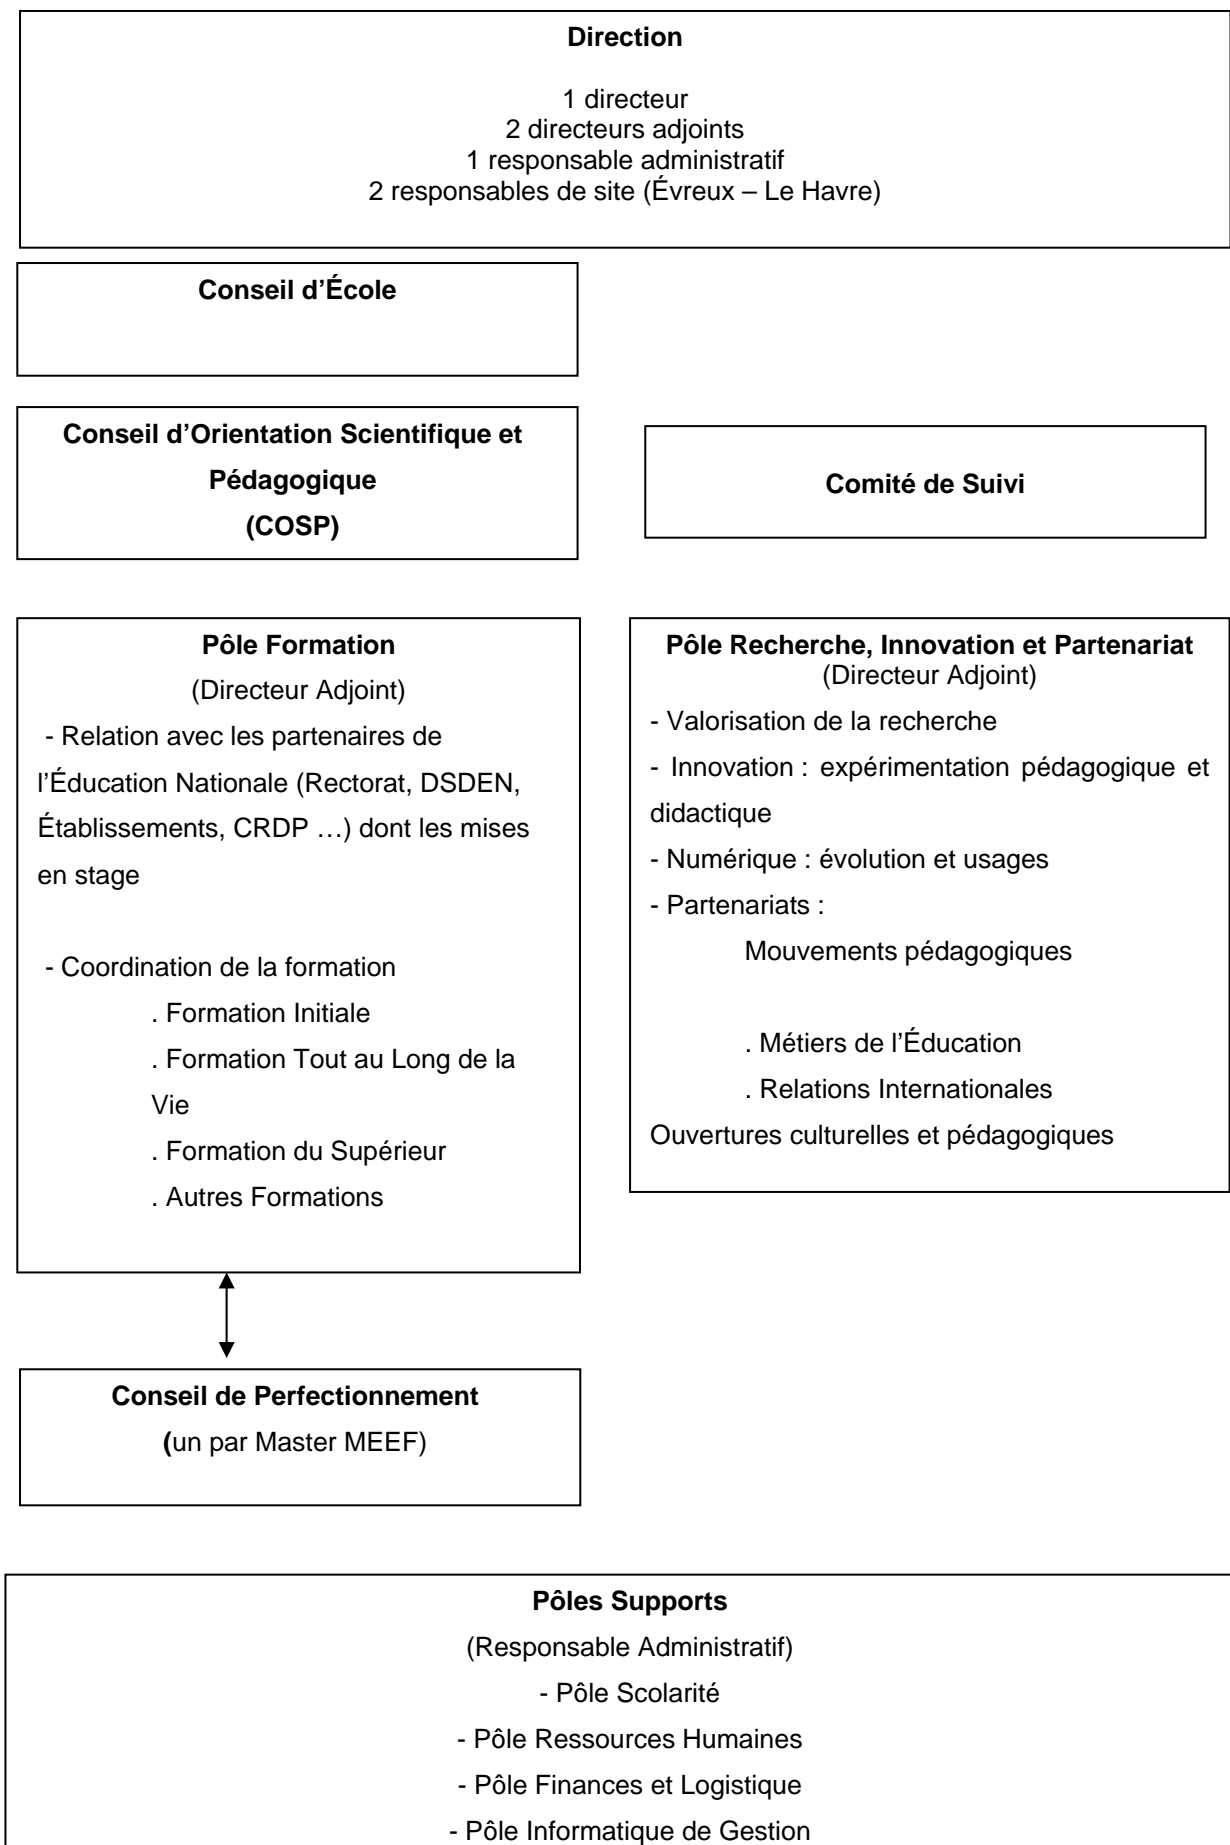 Direction
1 directeur
2 directeurs adjoints
1 responsable administratif
2 responsables de site (Évreux – Le Havre)
Conseil d’École
Conseil d’Orientation Scientifique et
Pédagogique
(COSP)
Comité de Suivi
Pôle Formation
(Directeur Adjoint)
- Relation avec les partenaires de
l’Éducation Nationale (Rectorat, DSDEN,
Établissements, CRDP …) dont les mises
en stage
- Coordination de la formation
. Formation Initiale
. Formation Tout au Long de la
Vie
. Formation du Supérieur
. Autres Formations
Pôle Recherche, Innovation et Partenariat
(Directeur Adjoint)
- Valorisation de la recherche
- Innovation : expérimentation pédagogique et
didactique
- Numérique : évolution et usages
- Partenariats :
Mouvements pédagogiques
. Métiers de l’Éducation
. Relations Internationales
Ouvertures culturelles et pédagogiques
Conseil de Perfectionnement
(un par Master MEEF)
Pôles Supports
(Responsable Administratif)
- Pôle Scolarité
- Pôle Ressources Humaines
- Pôle Finances et Logistique
- Pôle Informatique de Gestion